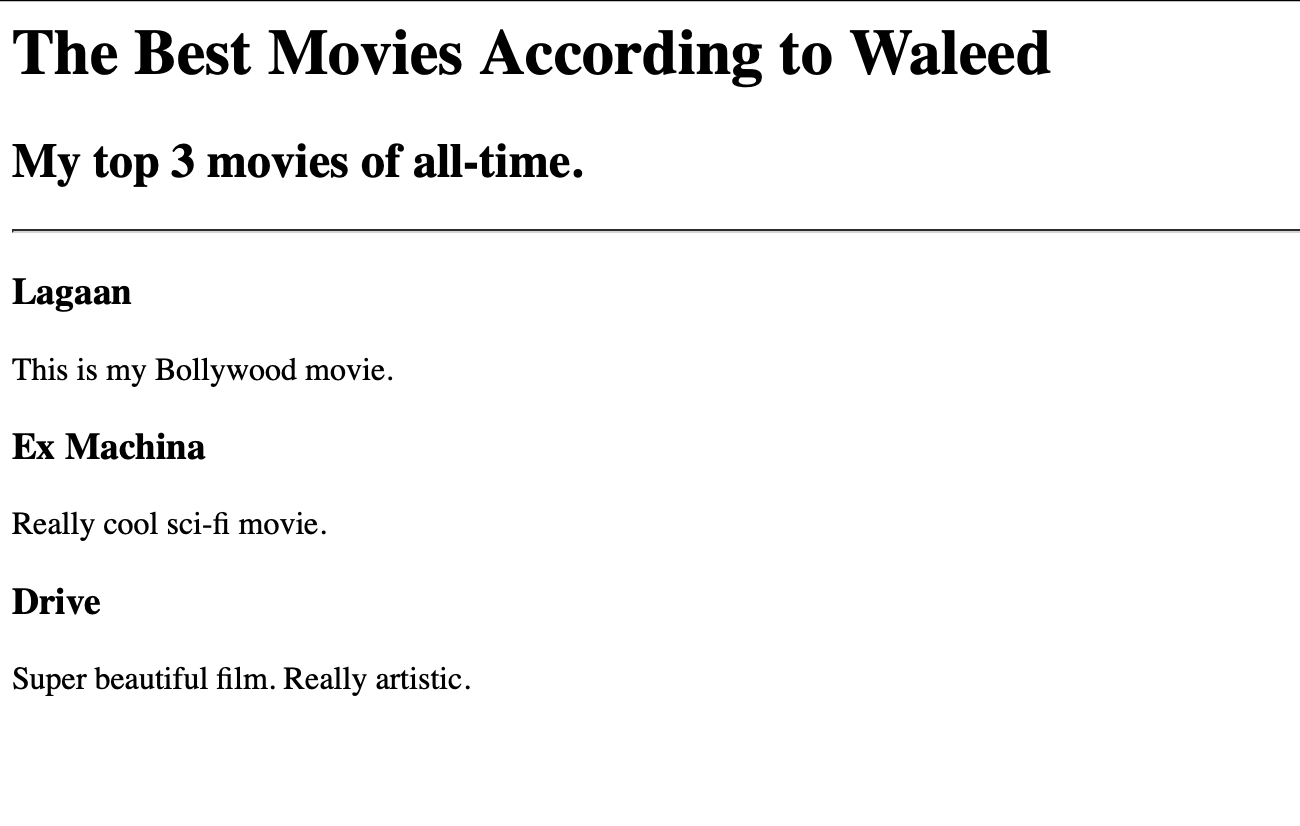 The Best Movies According to Waleed
My top 3 movies of all-time.
Lagaan
This is my Bollywood movie.
Ex Machina
Really cool sci-fi movie.
Drive
Super beautiful film. Really artistic.